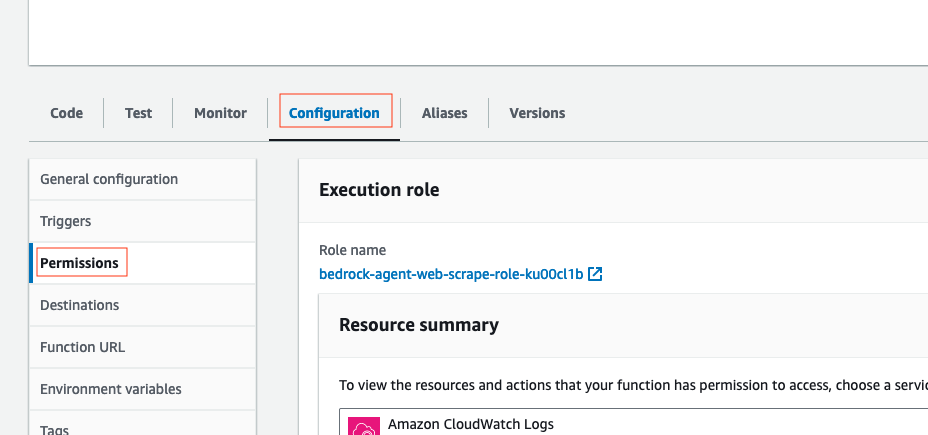 Code
Test
Monitor
Configuration
Aliases
Versions
General configuration
Triggers
Permissions
Destinations
Function URL
Environment variables
Tags
Execution role
Role name
bedrock-agent-web-scrape-role-ku00cl1b
Resource summary
To view the resources and actions that your function has permission to access, choose a
Amazon CloudWatch Logs